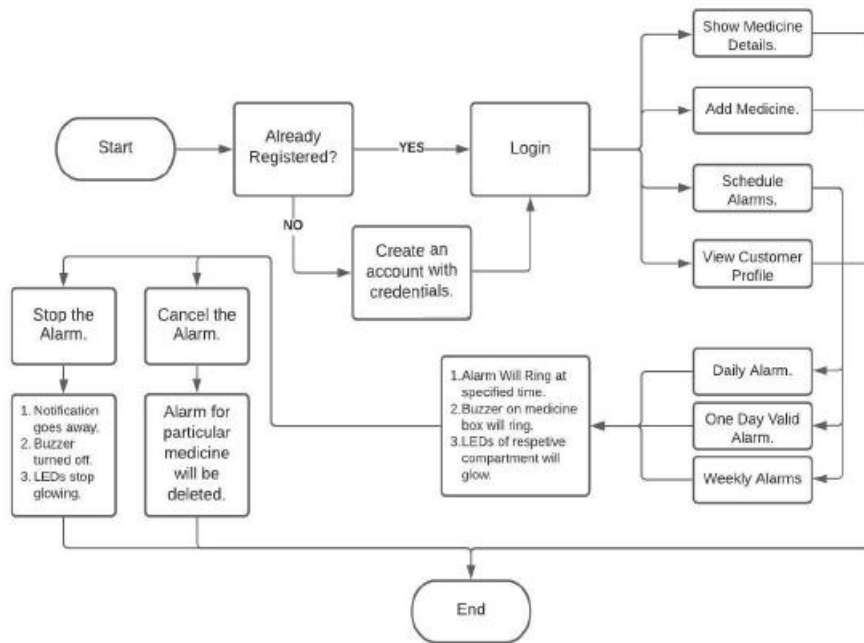 Show Medicine
Details.
Start
Already
Registered?
YES
Login
Add Medicine.
Schedule
Alarms.
NO
Create an
account with
credentials.
View Customer
Profile
Stop the
Alarm.
Cancel the
Alarm.
1. Notification
goes away.
2. Buzzer
turned off.
3. LEDs stop
glowing.
Alarm for
particular
medicine
will be
deleted.
1.Alarm Will Ring at
specified time.
2.Buzzer on medicine
box will ring.
3.LEDs of respetive
compartment will
glow.
Daily Alarm.
One Day Valid
Alarm.
Weekly Alarms
End